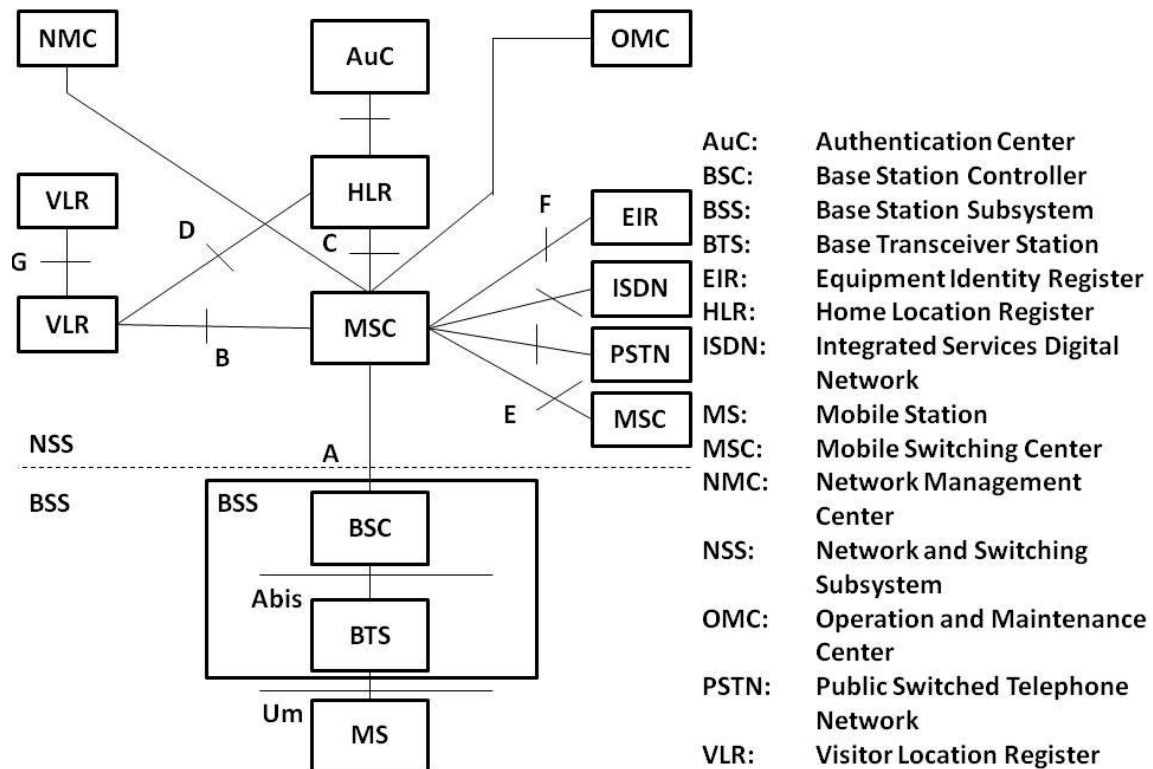 NMC
AuC
OMC
VLR
HLR
F
EIR
D
C
G
ISDN
VLR
MSC
B
PSTN
E
MSC
NSS
A
BSS
BSS
BSC
Abis
BTS
Um
MS
AuC: Authentication Center
BSC: Base Station Controller
BSS: Base Station Subsystem
BTS: Base Transceiver Station
EIR: Equipment Identity Register
HLR: Home Location Register
ISDN: Integrated Services Digital
Network
MS: Mobile Station
MSC: Mobile Switching Center
NMC: Network Management
Center
NSS: Network and Switching
Subsystem
OMC: Operation and Maintenance
Center
PSTN: Public Switched Telephone
Network
VLR: Visitor Location Register